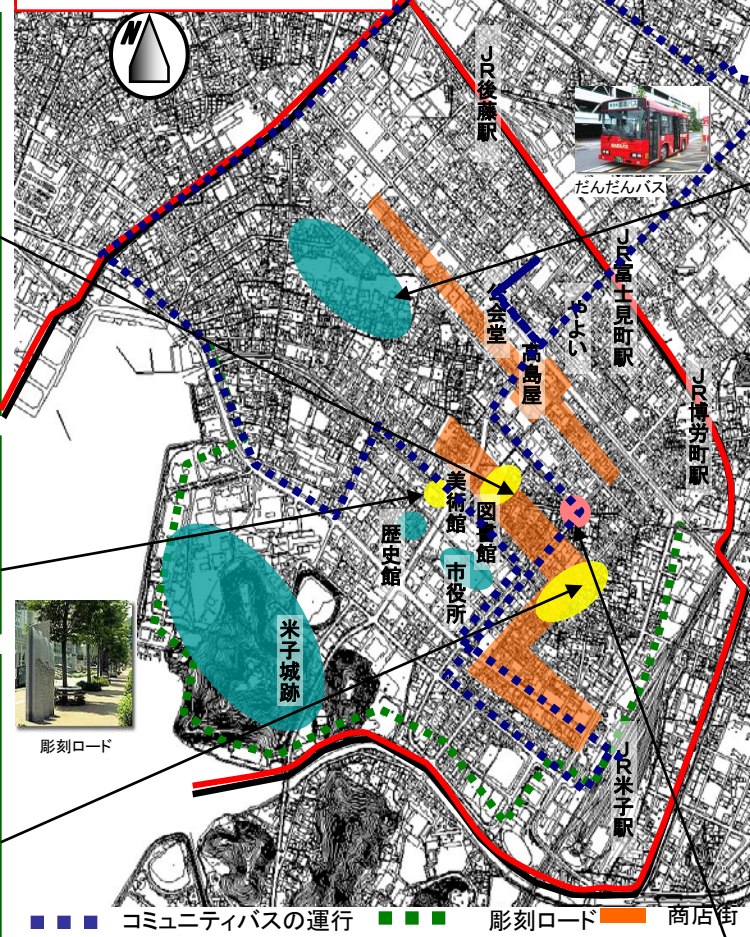 N
JR後藤駅
だんだんバス
JR富士見町駅
やよい
公会堂
高島屋
JR博労町駅
美術館
図書館
歴史館
市役所
米子城跡
彫刻ロード
JR米子駅
コミュニティバスの運行
彫刻ロード
商店街